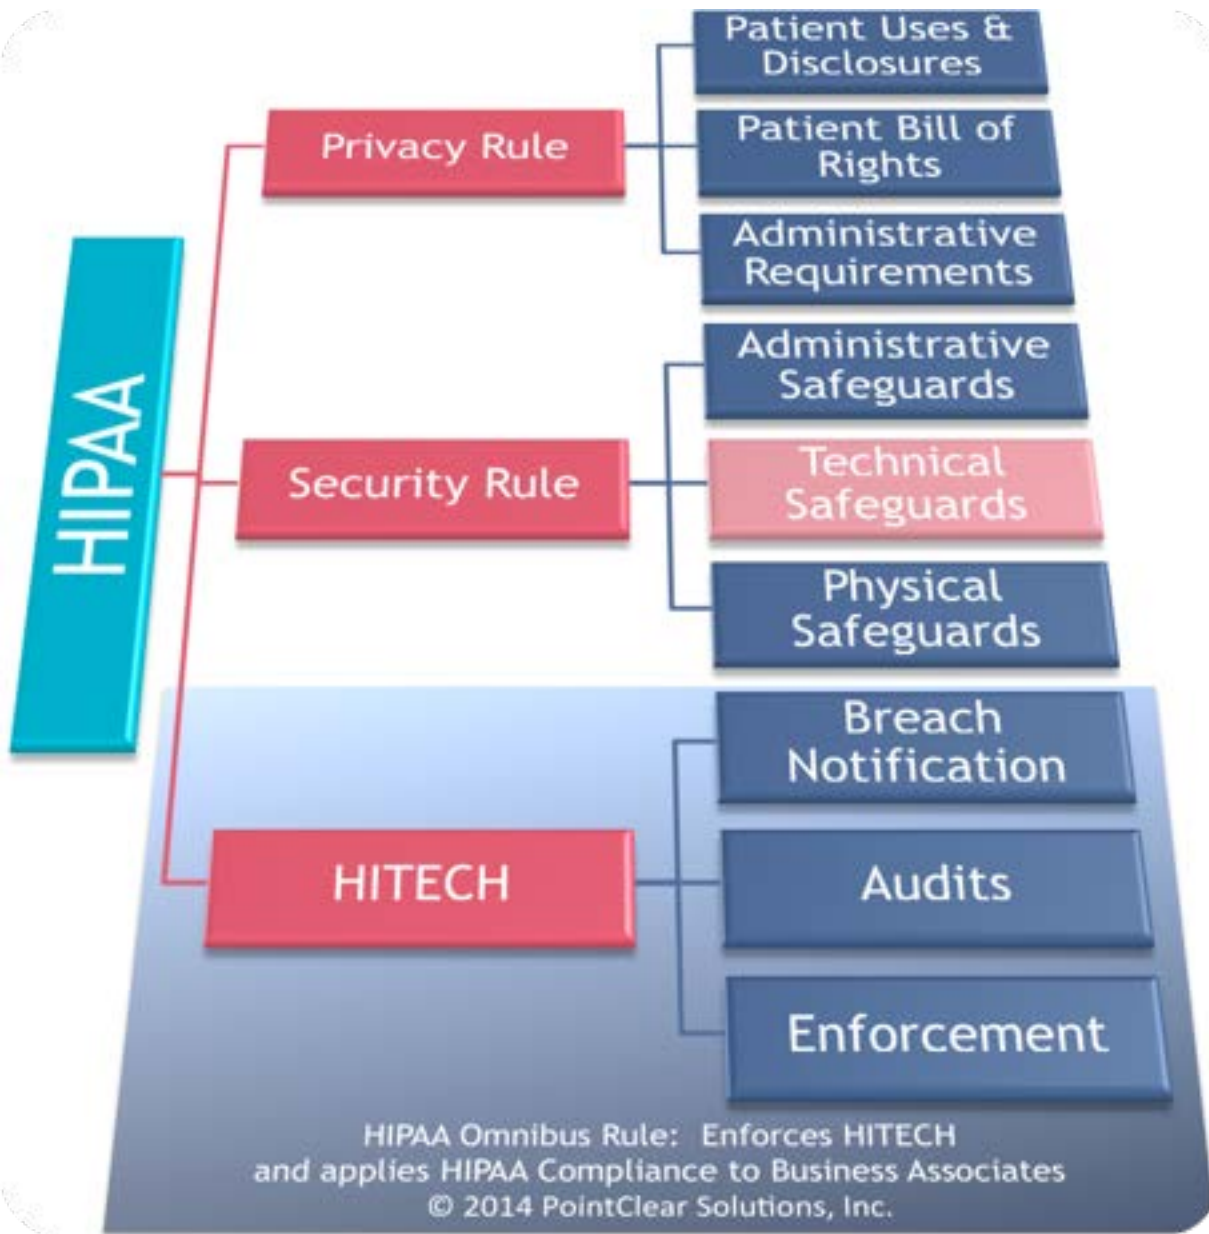 HIPAA
Privacy Rule
Patient Uses &
Disclosures
Patient Bill of
Rights
Administrative
Requirements
Security Rule
Administrative
Safeguards
Technical
Safeguards
Physical
Safeguards
HITECH
Breach
Notification
Audits
Enforcement
HIPAA Omnibus Rule:  Enforces HITECH
and applies HIPAA Compliance to Business Associates
© 2014 PointClear Solutions, Inc.